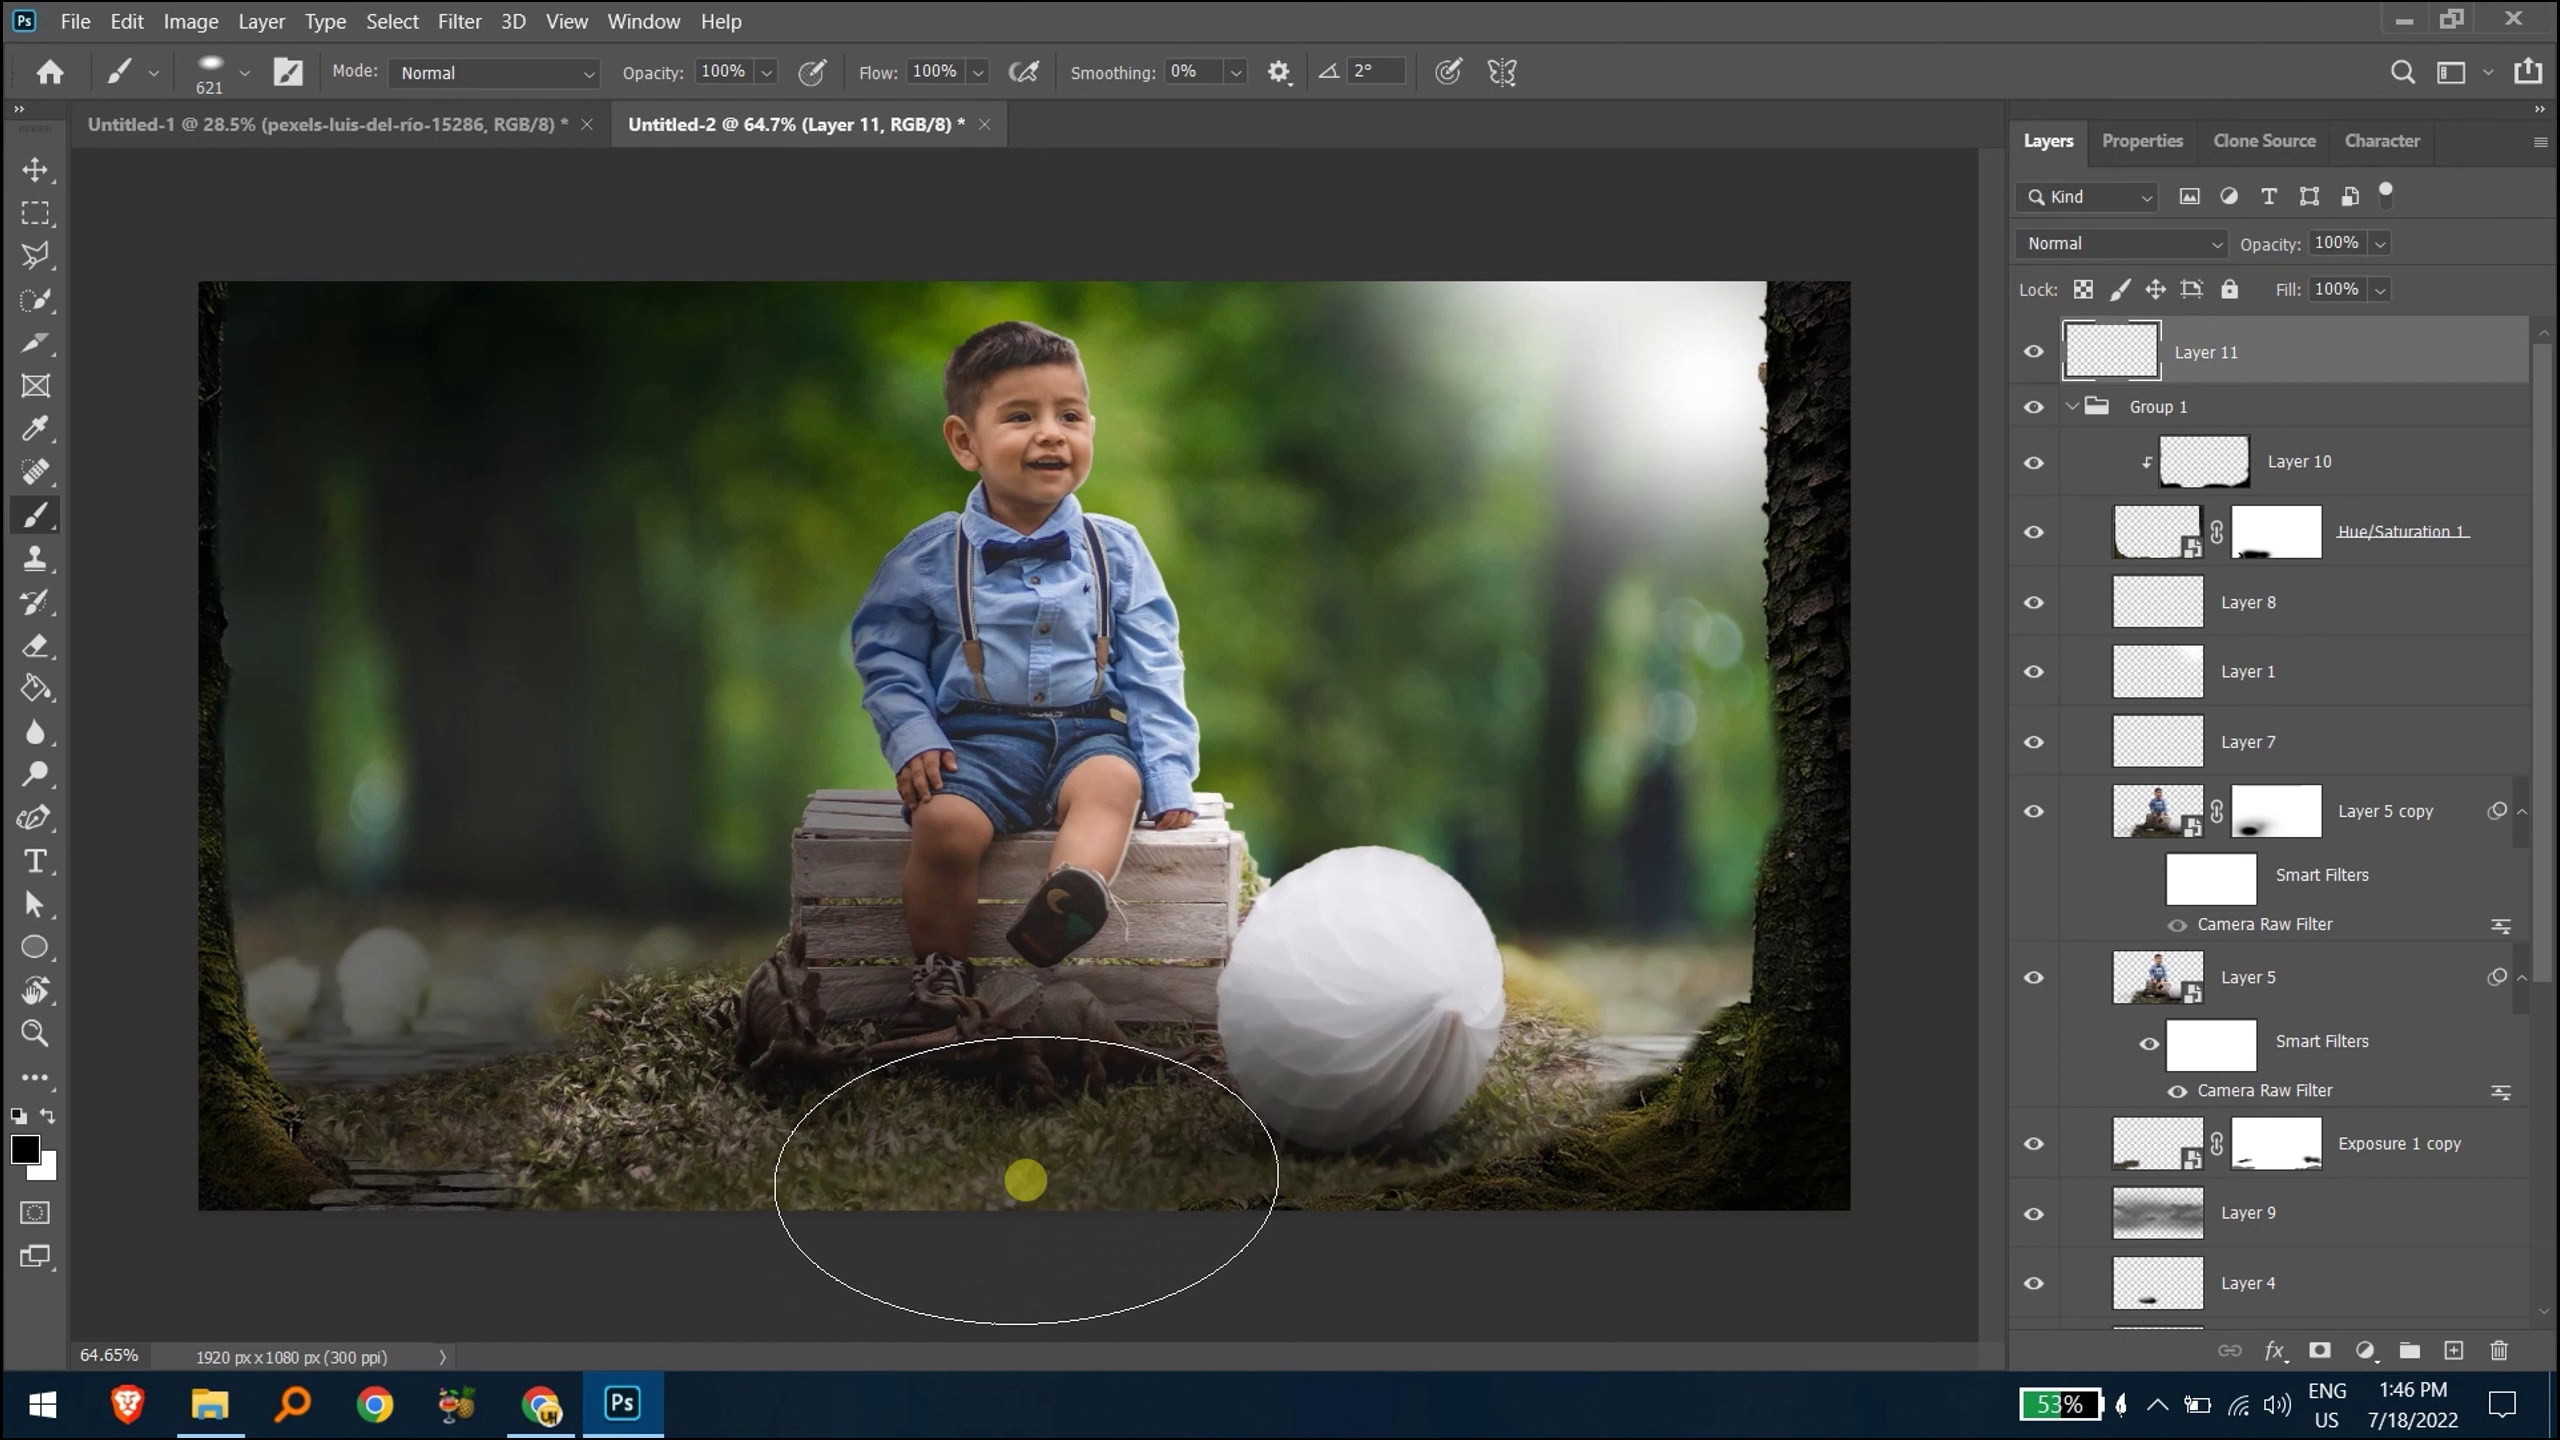 Ps File Edit Image Layer Type Select Filter 3D View Window Help
621 Mode: Normal Opacity: 100% Flow: 100% Smoothing: 0% 2°
Untitled-1 @ 28.5% (pexels-luis-del-río-15286, RGB/8) * Untitled-2 @ 64.7% (Layer 11, RGB/8) *
Layers Properties Clone Source Character
Kind
Normal Opacity: 100%
Lock: Fill: 100%
Layer 11
Group 1
Layer 10
Hue/Saturation 1
Layer 8
Layer 1
Layer 7
Layer 5 copy
Smart Filters
Camera Raw Filter
Layer 5
Smart Filters
Camera Raw Filter
Exposure 1 copy
Layer 9
Layer 4
fx
64.65% 1920 px x 1080 px (300 ppi)
Ps 53% ENG US 1:46 PM 7/18/2022